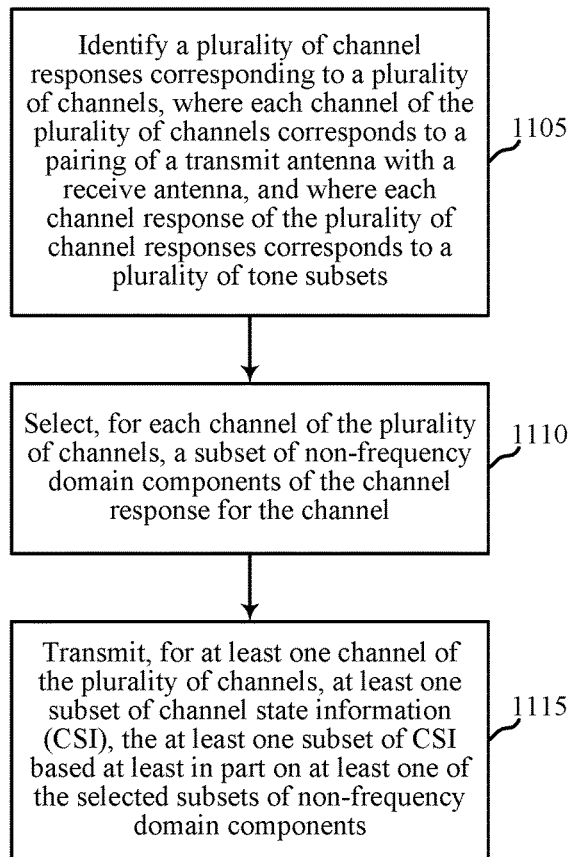 Identify a plurality of channel
responses corresponding to a plurality
of channels, where each channel of the
plurality of channels corresponds to a
pairing of a transmit antenna with a
receive antenna, and where each
channel response of the plurality of
channel responses corresponds to a
plurality of tone subsets
1105
Select, for each channel of the plurality
of channels, a subset of non-frequency
domain components of the channel
response for the channel
1110
Transmit, for at least one channel of
the plurality of channels, at least one
subset of channel state information
(CSI), the at least one subset of CSI
based at least in part on at least one of
the selected subsets of non-frequency
domain components
1115